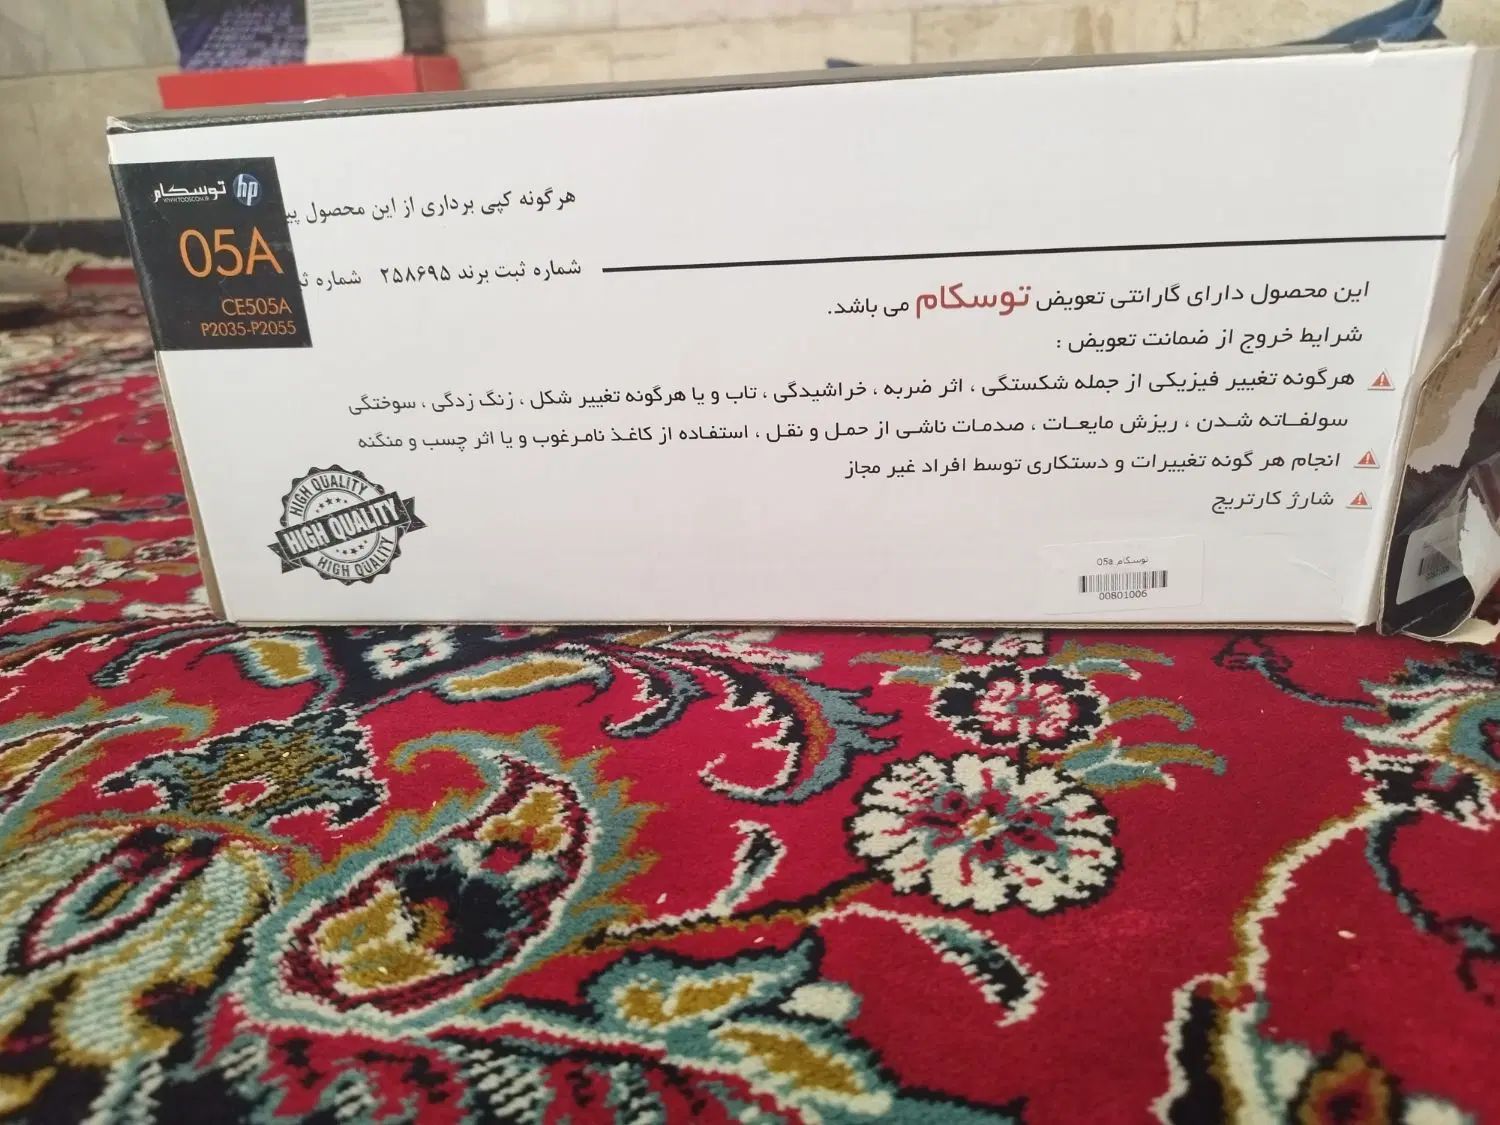 هرگونه کپی برداری از این محصول
شماره ثبت برند ۲۵۸۶۹۵ شماره
توسکام hp
WWW.TOOSCOM.IR
05A
CE505A
P2035-P2055
این محصول دارای گارانتی تعویض توسکام می باشد.
شرایط خروج از ضمانت تعویض :
هرگونه تغییر فیزیکی از جمله شکستگی ، اثر ضربه ، خراشیدگی ، تاب و یا هرگونه تغییر شکل ، زنگ زدگی ، سوختگی
سولفاته شدن ، ریزش مایعات ، صدمات ناشی از حمل و نقل ، استفاده از کاغذ نامرغوب و یا اثر چسب و منگنه
انجام هر گونه تغییرات و دستکاری توسط افراد غیر مجاز
شارژ کارتریج
HIGH QUALITY
HIGH QUALITY
HIGH QUALITY
توسکام 05a
00801006